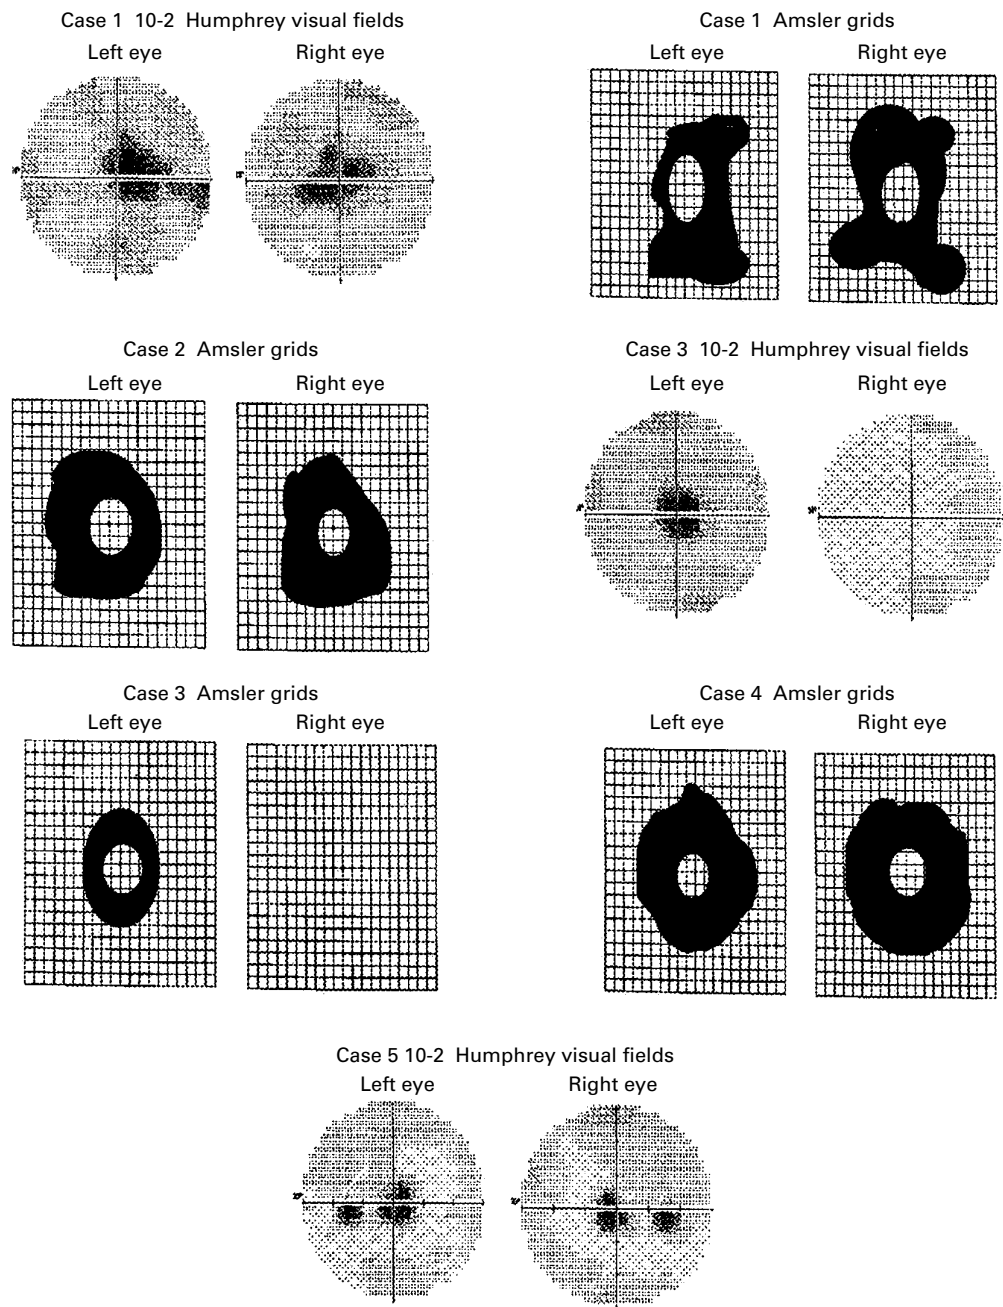 Case 1 10-2 Humphrey visual fields
Left eye Right eye
Case 1 Amsler grids
Left eye Right eye
Case 2 Amsler grids
Left eye Right eye
Case 3 10-2 Humphrey visual fields
Left eye Right eye
Case 3 Amsler grids
Left eye Right eye
Case 4 Amsler grids
Left eye Right eye
Case 5 10-2 Humphrey visual fields
Left eye Right eye